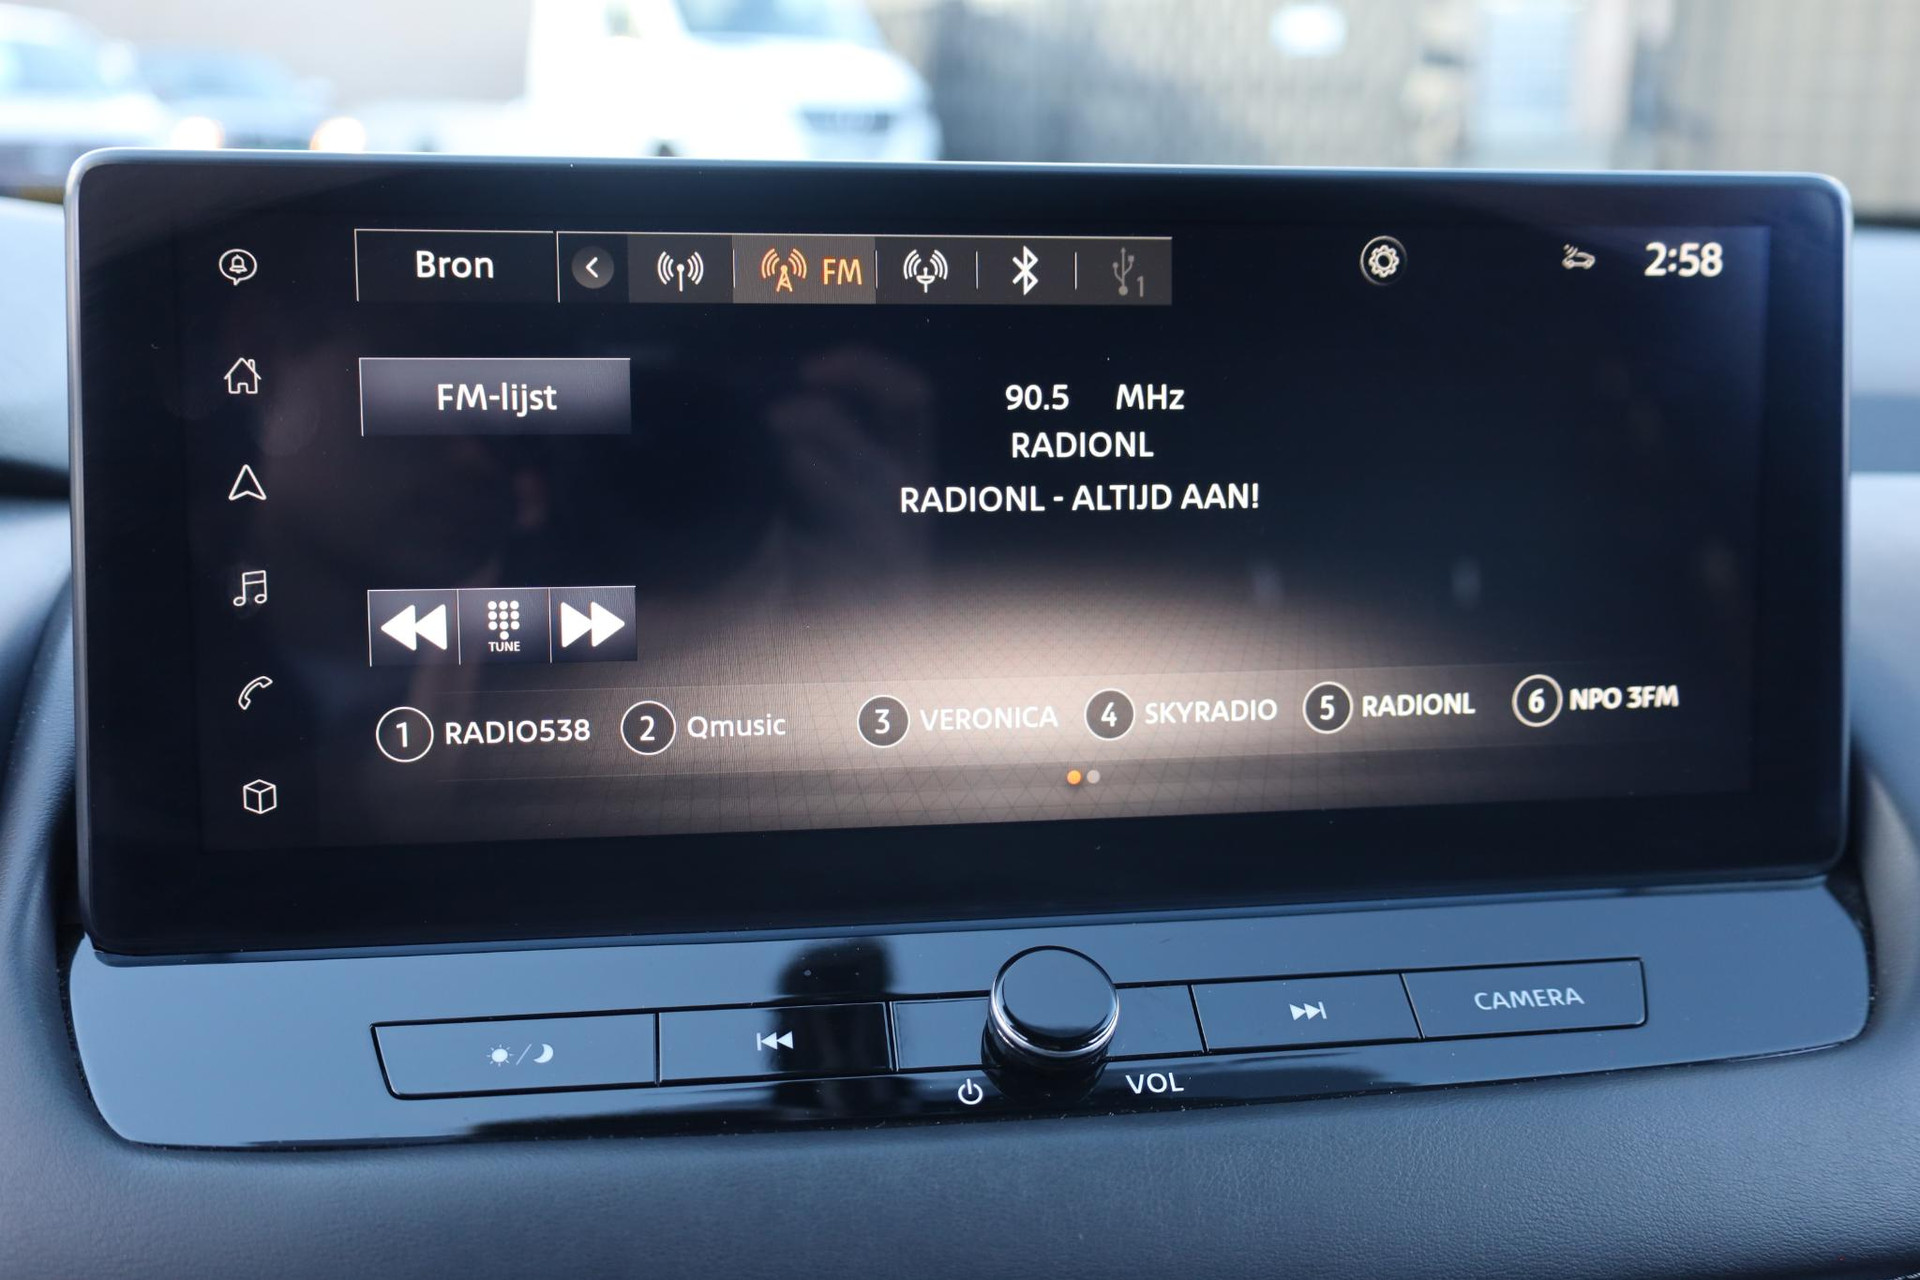 Bron FM 1 2:58
FM-lijst
90.5 MHz
RADIONL
RADIONL - ALTIJD AAN!
TUNE
1 RADIO538 2 Qmusic 3 VERONICA 4 SKYRADIO 5 RADIONL 6 NPO 3FM
CAMERA
VOL